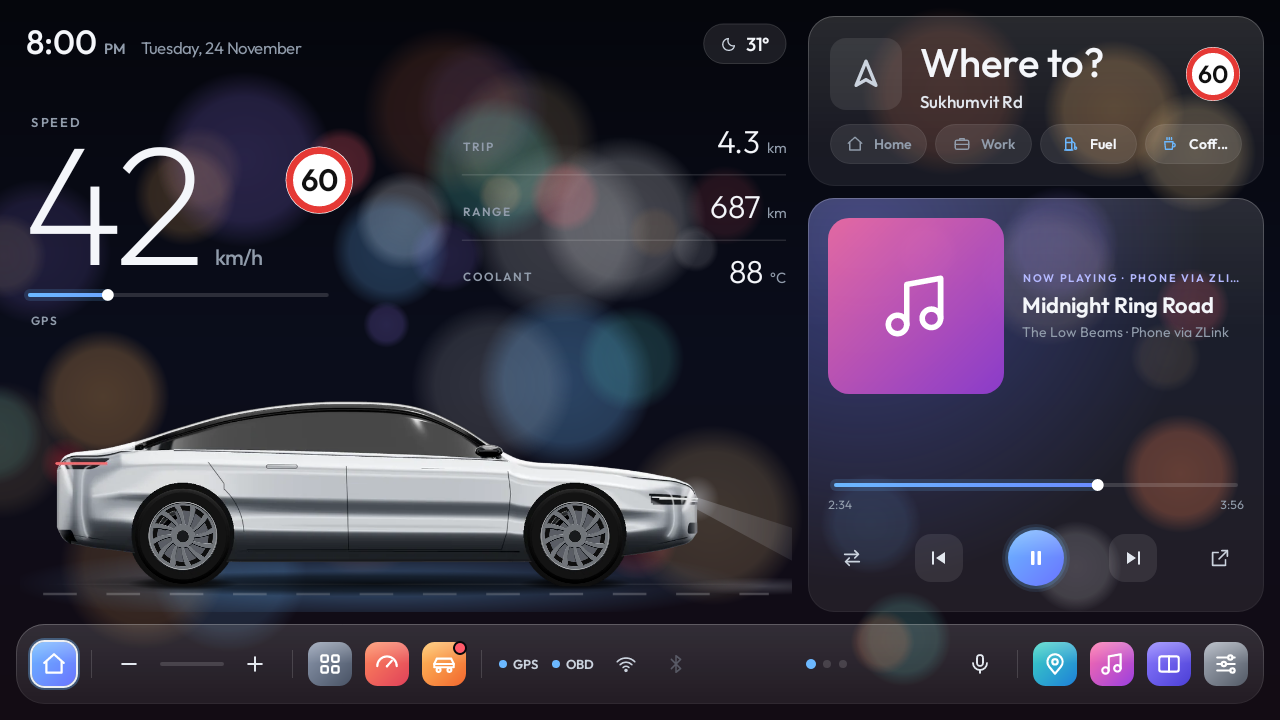 8:00 PM Tuesday, 24 November
31°
SPEED
42 km/h
60
GPS
TRIP 4.3 km
RANGE 687 km
COOLANT 88 °C
Where to?
Sukhumvit Rd
60
Home Work Fuel Coff...
NOW PLAYING · PHONE VIA ZLI...
Midnight Ring Road
The Low Beams · Phone via ZLink
2:34 3:56
GPS OBD